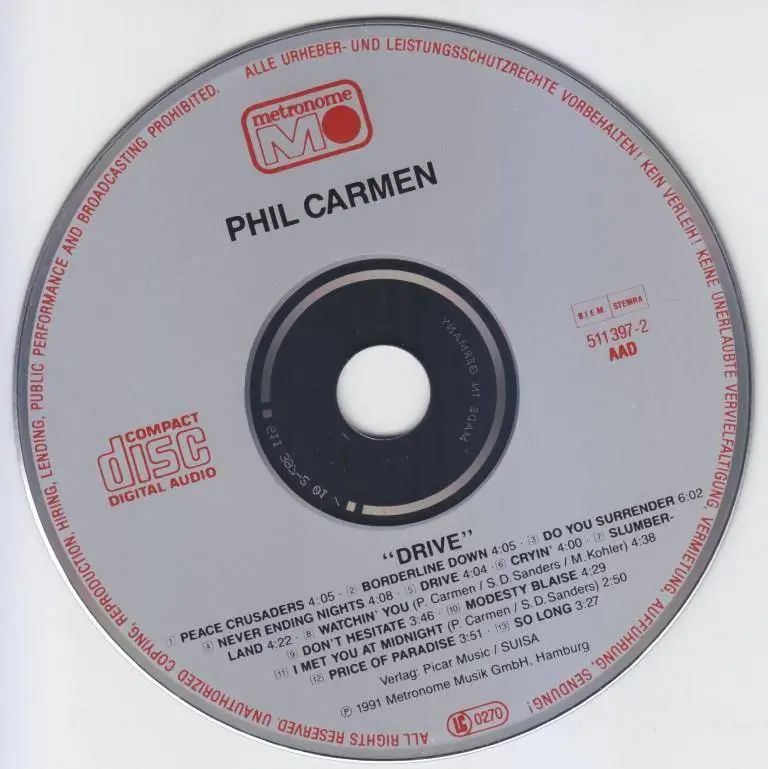 REPRODUCTION HIRING, LENDING, PUBLIC PERFORMANCE AND BROADCASTING PROHIBITED.
ALLE URHEBER- UND LEISTUNGSSCHUTZRECHTE VORBEHALTEN! KEIN VERLEIH! KEINE UNERLAUBTE VERVIELFÄLTIGUNG, VERMIETUNG, AUFFÜHRUNG, SENDUNG!
metronome
M
PHIL CARMEN
B.I.E.M. STEMRA
511 397-2
AAD
MADE IN GERMANY
COMPACT
disc
DIGITAL AUDIO
"DRIVE"
1 PEACE CRUSADERS 4:05 · 2 BORDERLINE DOWN 4:05 · 3 DO YOU SURRENDER 6:02
4 NEVER ENDING NIGHTS 4:08 · 5 DRIVE 4:04 · 6 CRYIN' 4:00 · 7 SLUMBER-
LAND 4:22 · 8 WATCHIN' YOU (P. Carmen / S. D. Sanders / M. Kohler) 4:38
9 DON'T HESITATE 3:46 · 10 MODESTY BLAISE 4:29
11 I MET YOU AT MIDNIGHT (P. Carmen / S. D. Sanders) 2:50
12 PRICE OF PARADISE 3:51 · 13 SO LONG 3:27
Verlag: Picar Music / SUISA
℗ 1991 Metronome Musik GmbH, Hamburg
LC 0270
ALL RIGHTS RESERVED. UNAUTHORIZED COPYING,